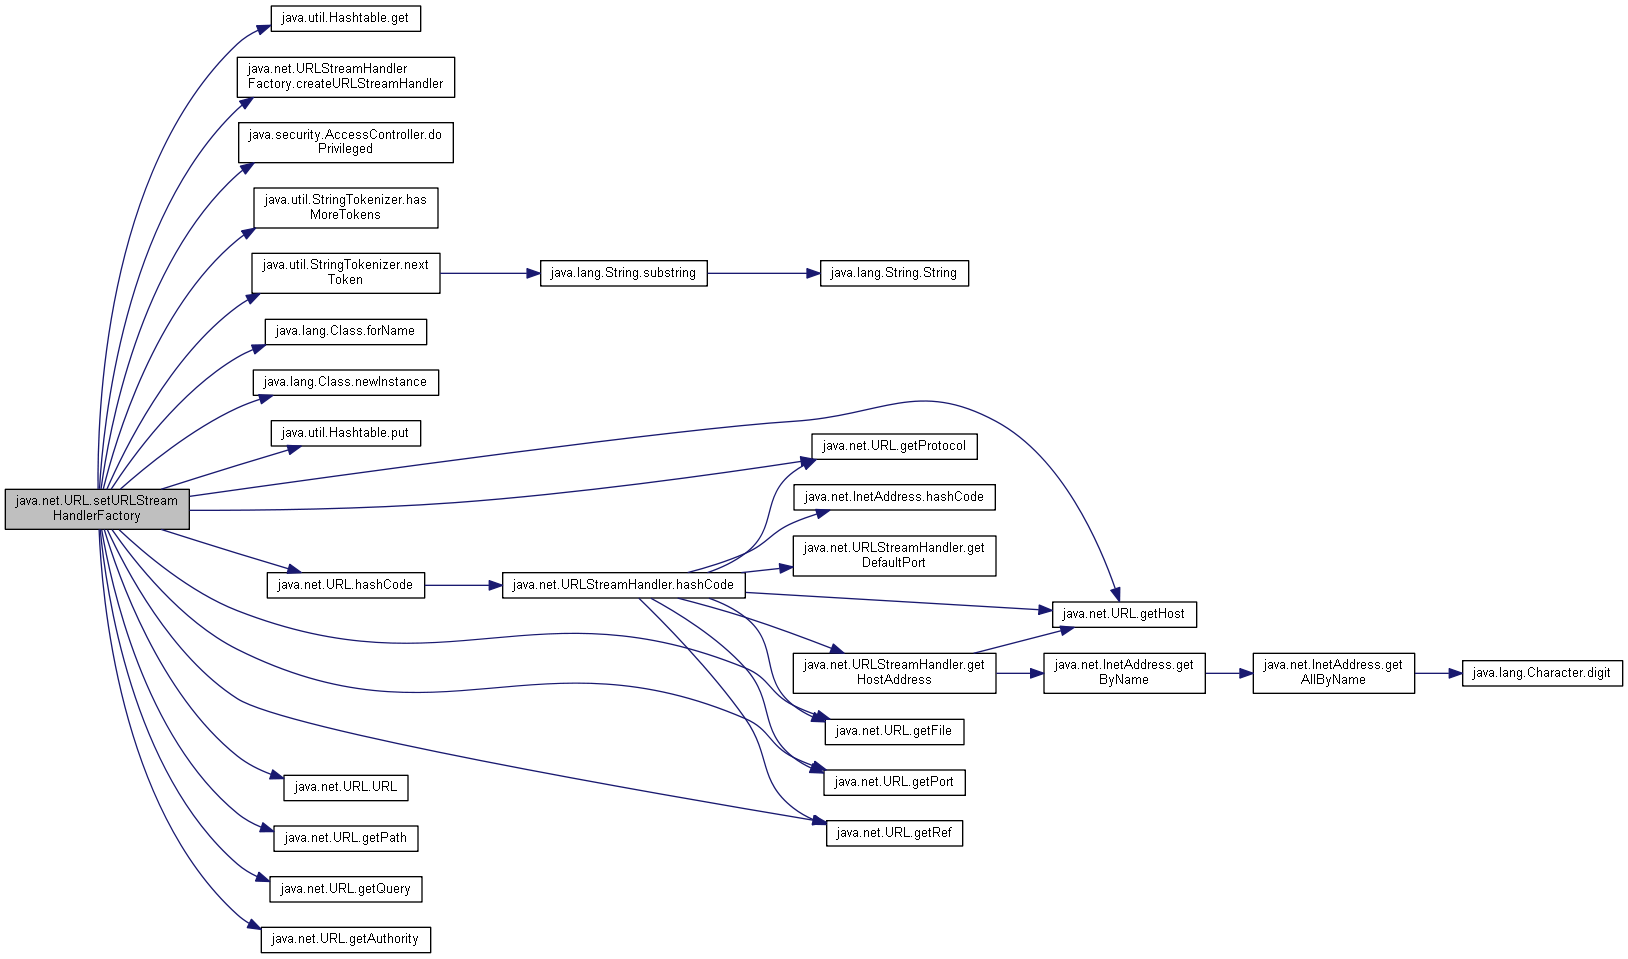 java.util.Hashtable.get
java.net.URLStreamHandler
Factory.createURLStreamHandler
java.security.AccessController.do
Privileged
java.util.StringTokenizer.has
MoreTokens
java.util.StringTokenizer.next
Token
java.lang.String.substring
java.lang.String.String
java.lang.Class.forName
java.lang.Class.newInstance
java.util.Hashtable.put
java.net.URL.getProtocol
java.net.URL.setURLStream
HandlerFactory
java.net.InetAddress.hashCode
java.net.URLStreamHandler.get
DefaultPort
java.net.URL.hashCode
java.net.URLStreamHandler.hashCode
java.net.URL.getHost
java.net.URLStreamHandler.get
HostAddress
java.net.InetAddress.get
ByName
java.net.InetAddress.get
AllByName
java.lang.Character.digit
java.net.URL.getFile
java.net.URL.URL
java.net.URL.getPort
java.net.URL.getPath
java.net.URL.getRef
java.net.URL.getQuery
java.net.URL.getAuthority